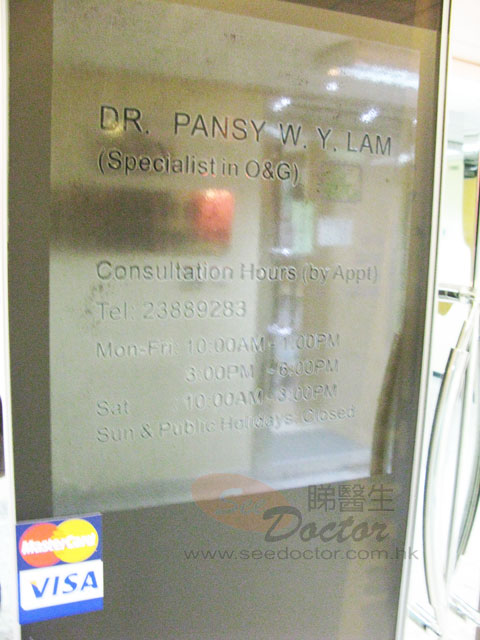 DR. PANSY W. Y. LAM
(Specialist in O&G)
Consultation Hours (by Appt)
Tel: 23889283
Mon-Fri: 10:00AM - 1:00PM
3:00PM - 6:00PM
Sat 10:00AM - 3:00PM
Sun & Public Holidays: Closed
睇醫生
Doctor
www.seedoctor.com.hk
MasterCard
VISA